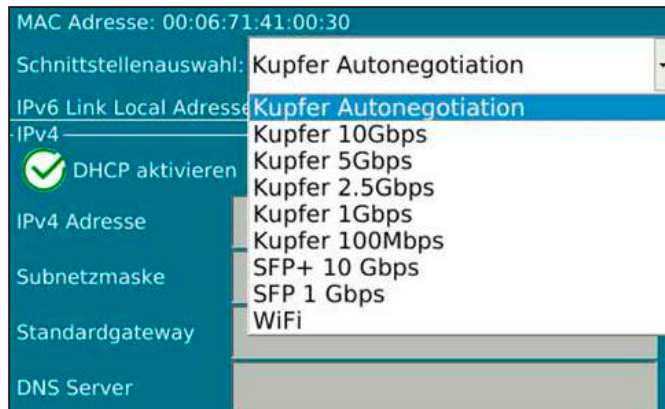 MAC Adresse: 00:06:71:41:00:30
Schnittstellenauswahl: Kupfer Autonegotiation
IPv6 Link Local Adresse
Kupfer Autonegotiation
IPv4
Kupfer 10Gbps
DHCP aktivieren
Kupfer 5Gbps
Kupfer 2.5Gbps
IPv4 Adresse
Kupfer 1Gbps
Kupfer 100Mbps
Subnetzmaske
SFP+ 10 Gbps
SFP 1 Gbps
Standardgateway
WiFi
DNS Server